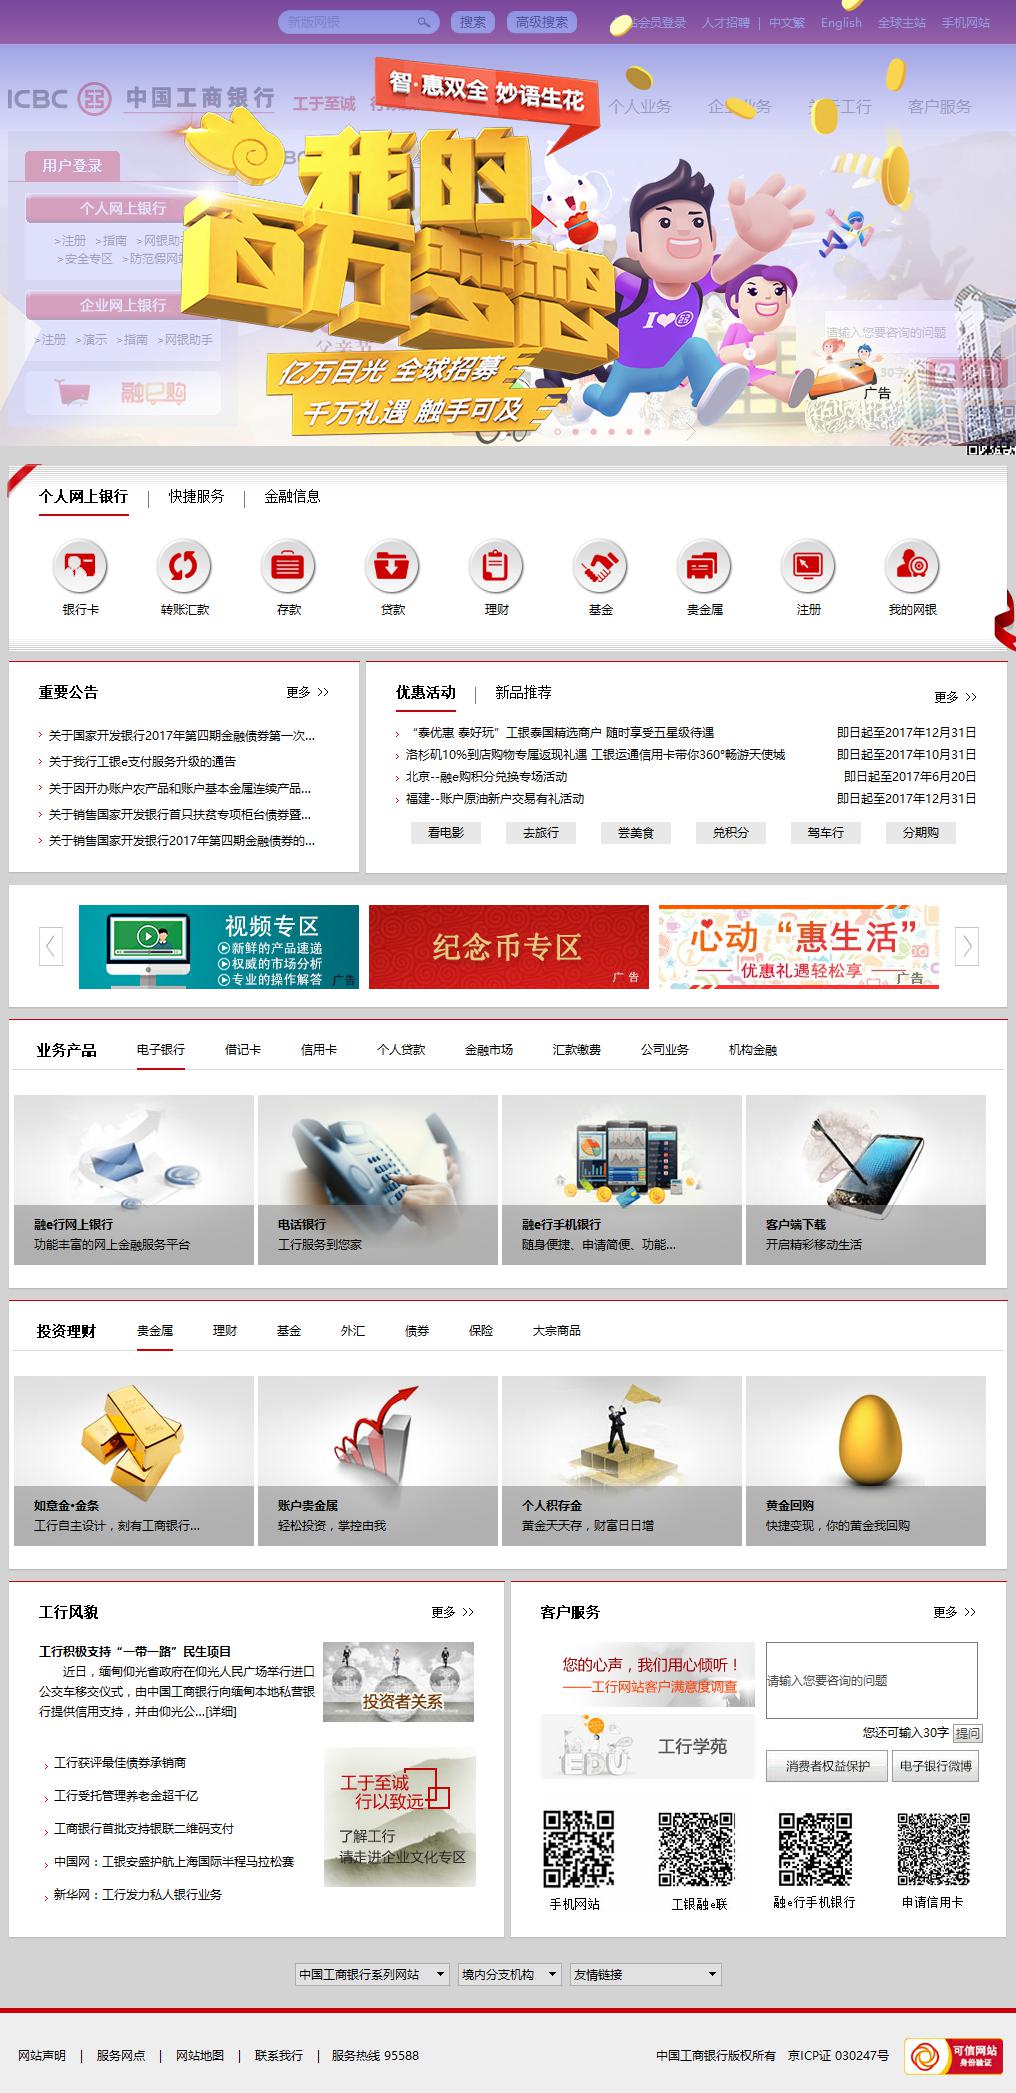 新版网银
搜索
高级搜索
网站会员登录 人才招聘 | 中文繁 English 全球主站 手机网站
ICBC 中国工商银行
工于至诚
个人业务 企业业务 关于工行 客户服务
智·惠双全 妙语生花
我的
百万
亿万目光 全球招募
千万礼遇 触手可及
I ♥
广告
用户登录
个人网上银行
>注册 >指南 >网银助手
>安全专区 >防范假网站
企业网上银行
>注册 >演示 >指南 >网银助手
融e购
父亲节
请输入您要咨询的问题
个人网上银行 | 快捷服务 | 金融信息
银行卡
转账汇款
存款
贷款
理财
基金
贵金属
注册
我的网银
重要公告
更多 >>
关于国家开发银行2017年第四期金融债券第一次...
关于我行工银e支付服务升级的通告
关于因开办账户农产品和账户基本金属连续产品...
关于销售国家开发银行首只扶贫专项柜台债券暨...
关于销售国家开发银行2017年第四期金融债券的...
优惠活动 | 新品推荐
更多 >>
“泰优惠 泰好玩”工银泰国精选商户 随时享受五星级待遇 即日起至2017年12月31日
洛杉矶10%到店购物专属返现礼遇 工银运通信用卡带你360°畅游天使城 即日起至2017年10月31日
北京--融e购积分兑换专场活动 即日起至2017年6月20日
福建--账户原油新户交易有礼活动 即日起至2017年12月31日
看电影 去旅行 尝美食 兑积分 驾车行 分期购
视频专区
新鲜的产品速递
权威的市场分析
专业的操作解答
广告
纪念币专区
广告
心动“惠生活”
优惠礼遇轻松享
广告
业务产品 电子银行 借记卡 信用卡 个人贷款 金融市场 汇款缴费 公司业务 机构金融
融e行网上银行
功能丰富的网上金融服务平台
电话银行
工行服务到您家
融e行手机银行
随身便捷、申请简便、功能...
客户端下载
开启精彩移动生活
投资理财 贵金属 理财 基金 外汇 债券 保险 大宗商品
如意金•金条
工行自主设计，刻有工商银行...
账户贵金属
轻松投资，掌控由我
个人积存金
黄金天天存，财富日日增
黄金回购
快捷变现，你的黄金我回购
工行风貌
更多 >>
工行积极支持“一带一路”民生项目
近日，缅甸仰光省政府在仰光人民广场举行进口
公交车移交仪式，由中国工商银行向缅甸本地私营银
行提供信用支持，并由仰光公...[详细]
投资者关系
工行获评最佳债券承销商
工行受托管理养老金超千亿
工商银行首批支持银联二维码支付
中国网：工银安盛护航上海国际半程马拉松赛
新华网：工行发力私人银行业务
工于至诚
行以致远
了解工行
请走进企业文化专区
客户服务
更多 >>
您的心声，我们用心倾听！
——工行网站客户满意度调查
EDU
工行学苑
请输入您要咨询的问题
您还可输入30字 提问
消费者权益保护
电子银行微博
手机网站
工银融e联
融e行手机银行
申请信用卡
中国工商银行系列网站
境内分支机构
友情链接
网站声明 | 服务网点 | 网站地图 | 联系我行 | 服务热线 95588
中国工商银行版权所有 京ICP证 030247号
可信网站
身份验证